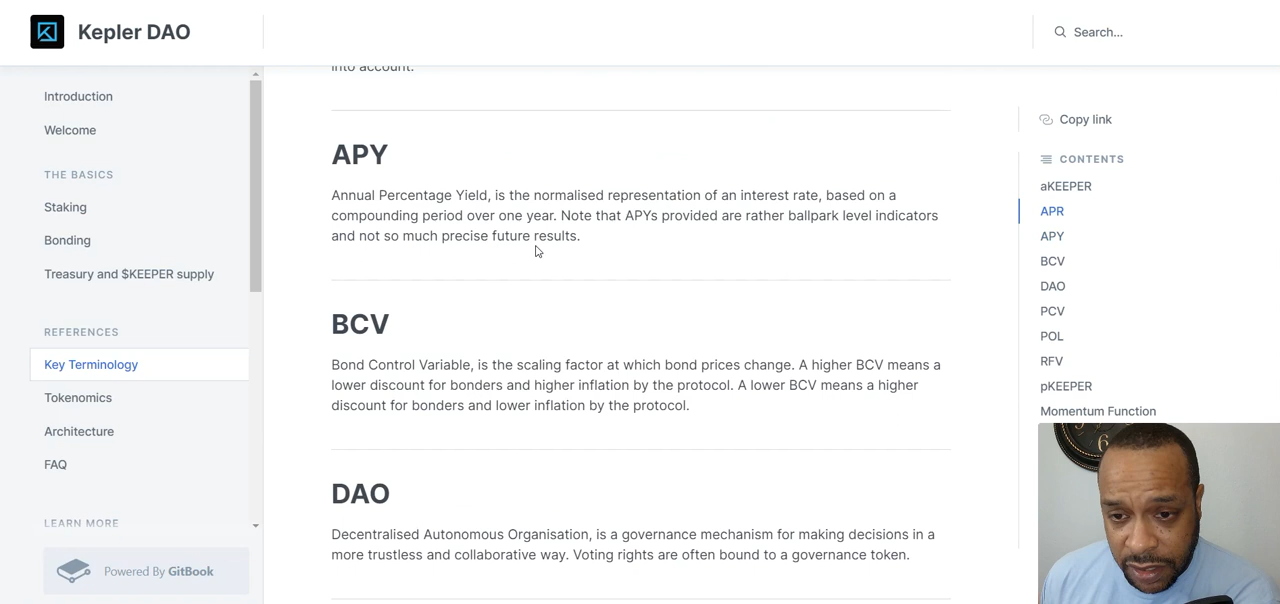 Kepler DAO
Search...
Introduction
Welcome
THE BASICS
Staking
Bonding
Treasury and $KEEPER supply
REFERENCES
Key Terminology
Tokenomics
Architecture
FAQ
LEARN MORE
Powered By GitBook
into account.
APY
Annual Percentage Yield, is the normalised representation of an interest rate, based on a
compounding period over one year. Note that APYs provided are rather ballpark level indicators
and not so much precise future results.
BCV
Bond Control Variable, is the scaling factor at which bond prices change. A higher BCV means a
lower discount for bonders and higher inflation by the protocol. A lower BCV means a higher
discount for bonders and lower inflation by the protocol.
DAO
Decentralised Autonomous Organisation, is a governance mechanism for making decisions in a
more trustless and collaborative way. Voting rights are often bound to a governance token.
Copy link
CONTENTS
aKEEPER
APR
APY
BCV
DAO
PCV
POL
RFV
pKEEPER
Momentum Function
6